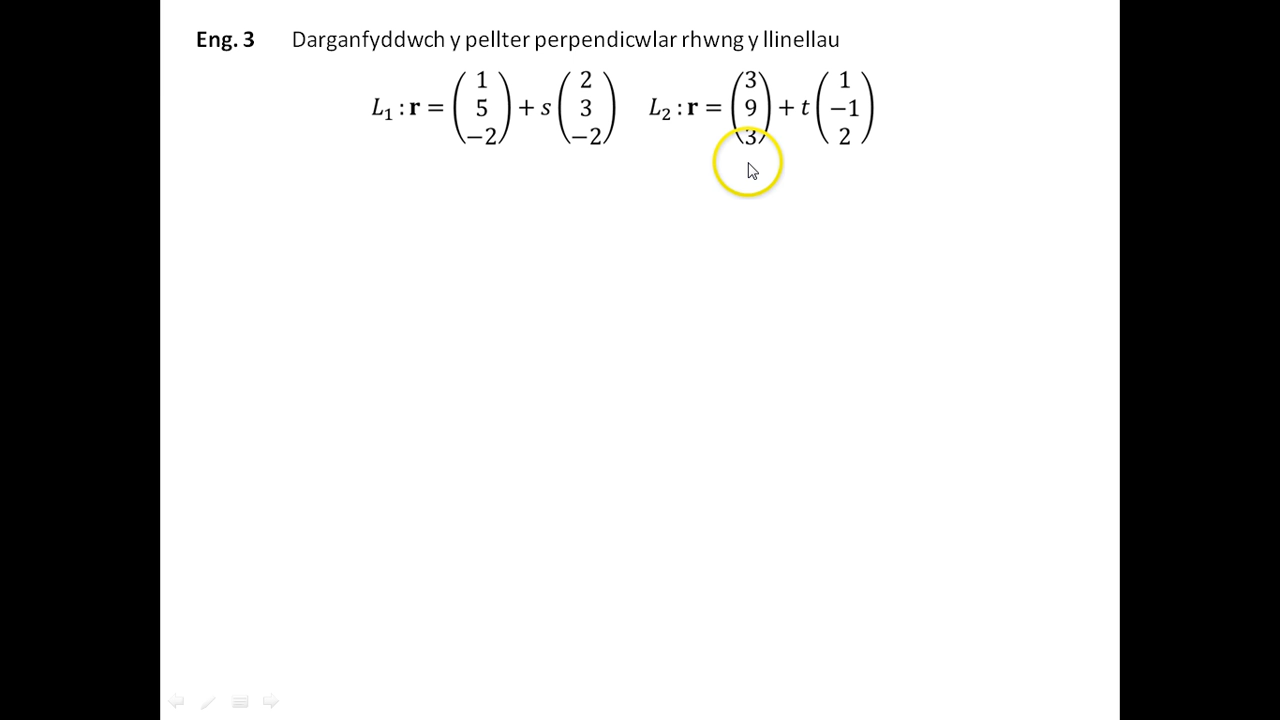 Eng. 3 Darganfyddwch y pellter perpendicwlar rhwng y llinellau
L₁ : r = (1 5 −2) + s (2 3 −2) L₂ : r = (3 9 3) + t (1 −1 2)